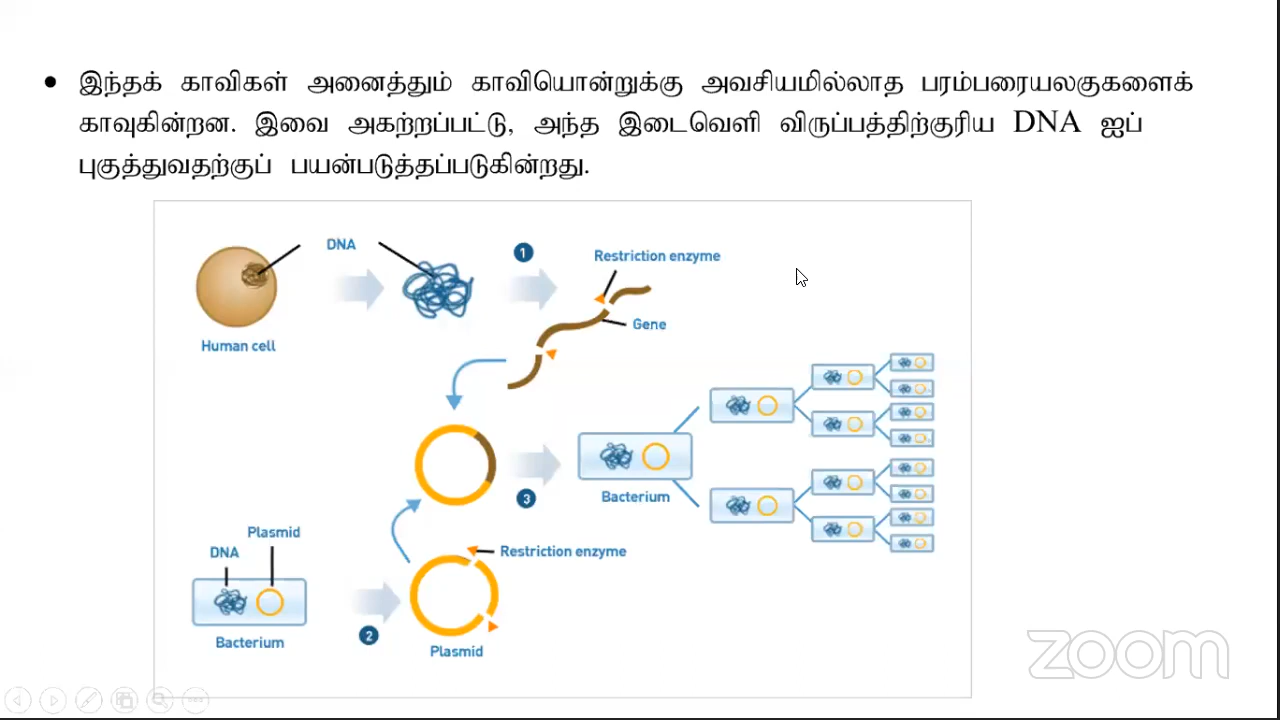 • இந்தக் காவிகள் அனைத்தும் காவியொன்றுக்கு அவசியமில்லாத பரம்பரையலகுகளைக்
காவுகின்றன. இவை அகற்றப்பட்டு, அந்த இடைவெளி விருப்பத்திற்குரிய DNA ஐப்
புகுத்துவதற்குப் பயன்படுத்தப்படுகின்றது.
DNA
1
Restriction enzyme
Gene
Human cell
3
Bacterium
Plasmid
DNA
Restriction enzyme
Bacterium
2
Plasmid
zoom